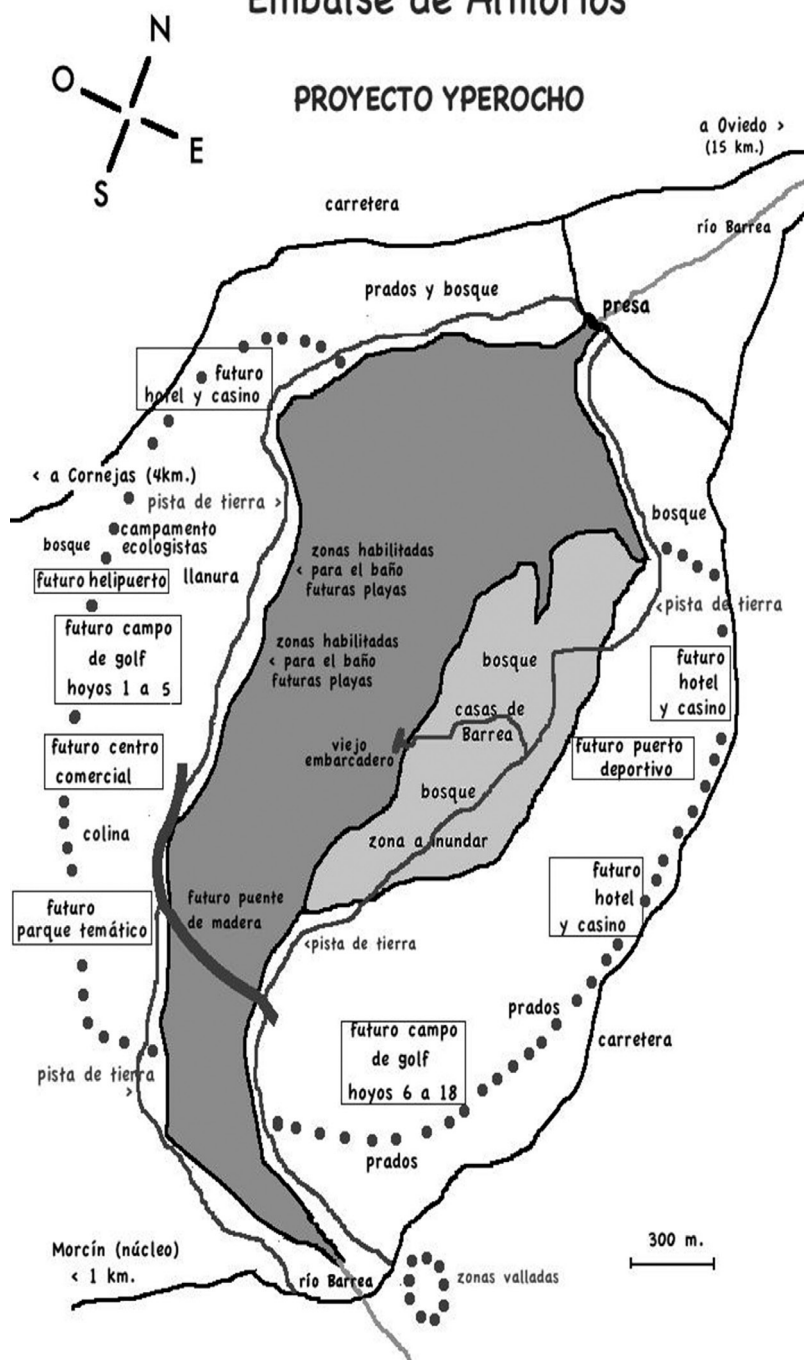 Embalse de
N
O
E
S
PROYECTO YPEROCHO
a Oviedo >
(15 km.)
carretera
río Barrea
prados y bosque
presa
futuro
hotel y casino
< a Cornejas (4km.)
pista de tierra >
campamento
ecologistas
bosque
bosque
futuro helipuerto
llanura
zonas habilitadas
< para el baño
futuras playas
<pista de tierra
futuro campo
de golf
hoyos 1 a 5
zonas habilitadas
< para el baño
futuras playas
bosque
futuro
hotel
y casino
casas de
Barrea
viejo
embarcadero
futuro centro
comercial
futuro puerto
deportivo
bosque
colina
zona a inundar
futuro puente
de madera
futuro
hotel
y casino
futuro
parque temático
<pista de tierra
prados
carretera
futuro campo
de golf
hoyos 6 a 18
pista de tierra
>
prados
Morcín (núcleo)
< 1 km.
río Barrea
zonas valladas
300 m.